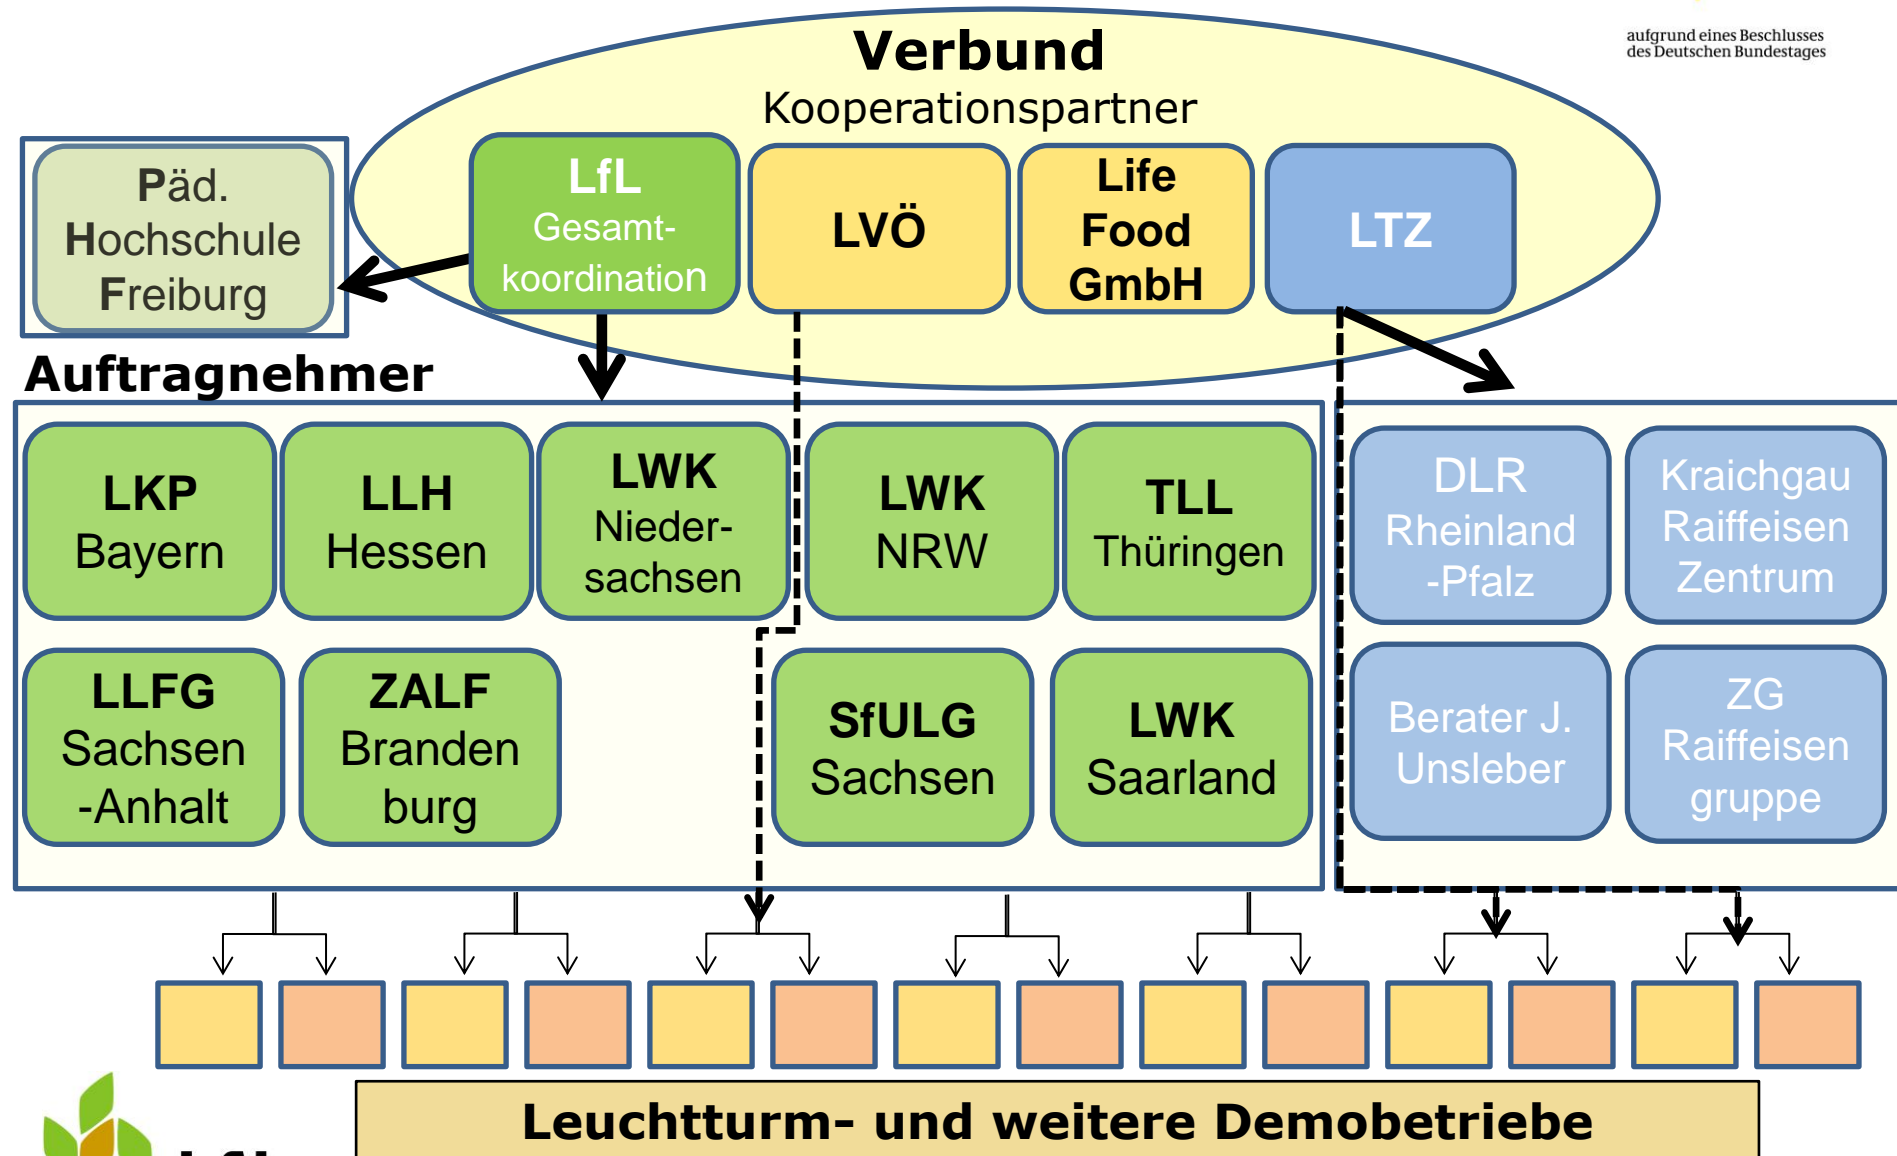 aufgrund eines Beschlusses
des Deutschen Bundestages
Verbund
Kooperationspartner
Päd.
Hochschule
Freiburg
LfL
Gesamt-
koordination
LVÖ
Life
Food
GmbH
LTZ
Auftragnehmer
LKP
Bayern
LLH
Hessen
LWK
Nieder-
sachsen
LWK
NRW
TLL
Thüringen
DLR
Rheinland
-Pfalz
Kraichgau
Raiffeisen
Zentrum
LLFG
Sachsen
-Anhalt
ZALF
Branden
burg
SfULG
Sachsen
LWK
Saarland
Berater J.
Unsleber
ZG
Raiffeisen
gruppe
Leuchtturm- und weitere Demobetriebe